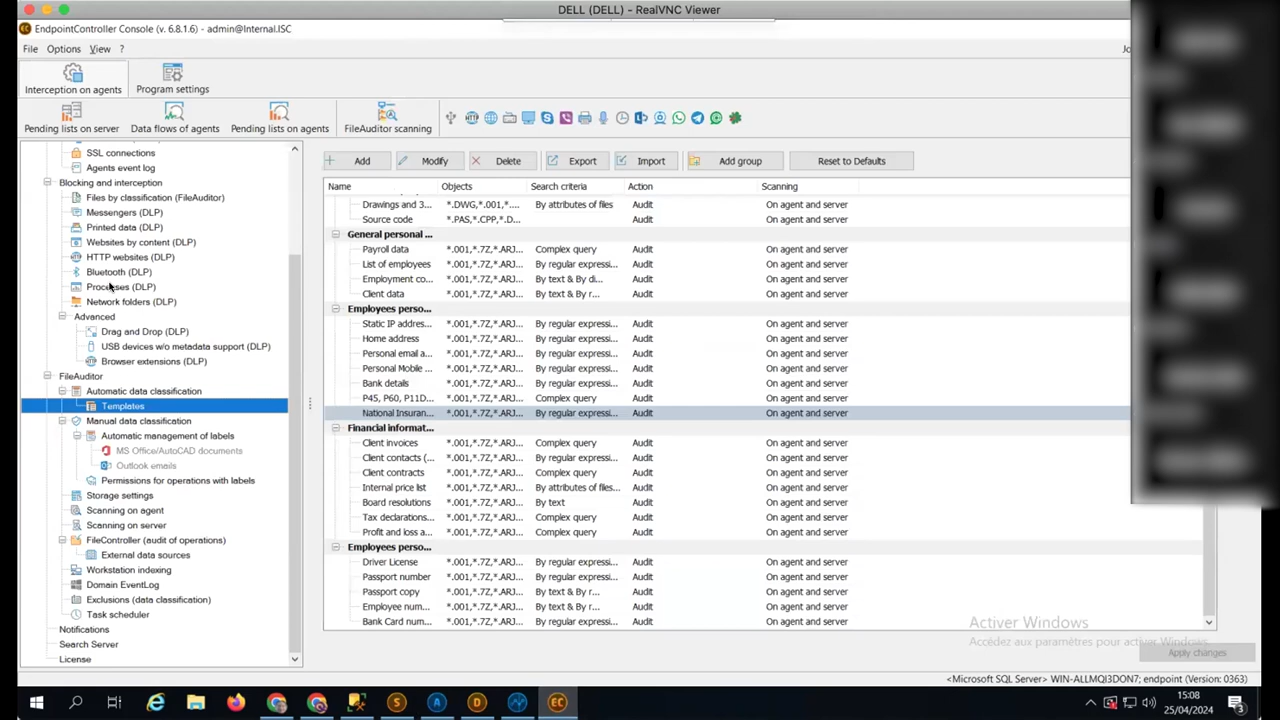 DELL (DELL) - RealVNC Viewer
EndpointController Console (v. 6.8.1.6) - admin@Internal.ISC
File Options View ?
Interception on agents Program settings
Pending lists on server Data flows of agents Pending lists on agents FileAuditor scanning
SSL connections
Agents event log
Blocking and interception
Files by classification (FileAuditor)
Messengers (DLP)
Printed data (DLP)
Websites by content (DLP)
HTTP websites (DLP)
Bluetooth (DLP)
Processes (DLP)
Network folders (DLP)
Advanced
Drag and Drop (DLP)
USB devices w/o metadata support (DLP)
Browser extensions (DLP)
FileAuditor
Automatic data classification
Templates
Manual data classification
Automatic management of labels
MS Office/AutoCAD documents
Outlook emails
Permissions for operations with labels
Storage settings
Scanning on agent
Scanning on server
FileController (audit of operations)
External data sources
Workstation indexing
Domain EventLog
Exclusions (data classification)
Task scheduler
Notifications
Search Server
License
Add Modify Delete Export Import Add group Reset to Defaults
Name Objects Search criteria Action Scanning
Drawings and 3... *.DWG,*.001,*.... By attributes of files Audit On agent and server
Source code *.PAS,*.CPP,*.D... Audit On agent and server
General personal ...
Payroll data *.001,*.7Z,*.ARJ... Complex query Audit On agent and server
List of employees *.001,*.7Z,*.ARJ... By regular expressi... Audit On agent and server
Employment co... *.001,*.7Z,*.ARJ... By text & By di... Audit On agent and server
Client data *.001,*.7Z,*.ARJ... By text & By r... Audit On agent and server
Employees perso...
Static IP addres... *.001,*.7Z,*.ARJ... By regular expressi... Audit On agent and server
Home address *.001,*.7Z,*.ARJ... By regular expressi... Audit On agent and server
Personal email a... *.001,*.7Z,*.ARJ... By regular expressi... Audit On agent and server
Personal Mobile ... *.001,*.7Z,*.ARJ... By regular expressi... Audit On agent and server
Bank details *.001,*.7Z,*.ARJ... By regular expressi... Audit On agent and server
P45, P60, P11D... *.001,*.7Z,*.ARJ... Complex query Audit On agent and server
National Insuran... *.001,*.7Z,*.ARJ... By regular expressi... Audit On agent and server
Financial informat...
Client invoices *.001,*.7Z,*.ARJ... Complex query Audit On agent and server
Client contacts (... *.001,*.7Z,*.ARJ... By regular expressi... Audit On agent and server
Client contracts *.001,*.7Z,*.ARJ... Complex query Audit On agent and server
Internal price list *.001,*.7Z,*.ARJ... By attributes of files... Audit On agent and server
Board resolutions *.001,*.7Z,*.ARJ... By text Audit On agent and server
Tax declarations... *.001,*.7Z,*.ARJ... Complex query Audit On agent and server
Profit and loss a... *.001,*.7Z,*.ARJ... Complex query Audit On agent and server
Employees perso...
Driver License *.001,*.7Z,*.ARJ... By regular expressi... Audit On agent and server
Passport number *.001,*.7Z,*.ARJ... By regular expressi... Audit On agent and server
Passport copy *.001,*.7Z,*.ARJ... By text & By r... Audit On agent and server
Employee num... *.001,*.7Z,*.ARJ... By text & By r... Audit On agent and server
Bank Card num... *.001,*.7Z,*.ARJ... By regular expressi... Audit On agent and server
Activer Windows
Accédez aux paramètres pour activer Windows.
Apply changes
<Microsoft SQL Server> WIN-ALLMQI3DON7; endpoint (Version: 0363)
15:08
25/04/2024
3